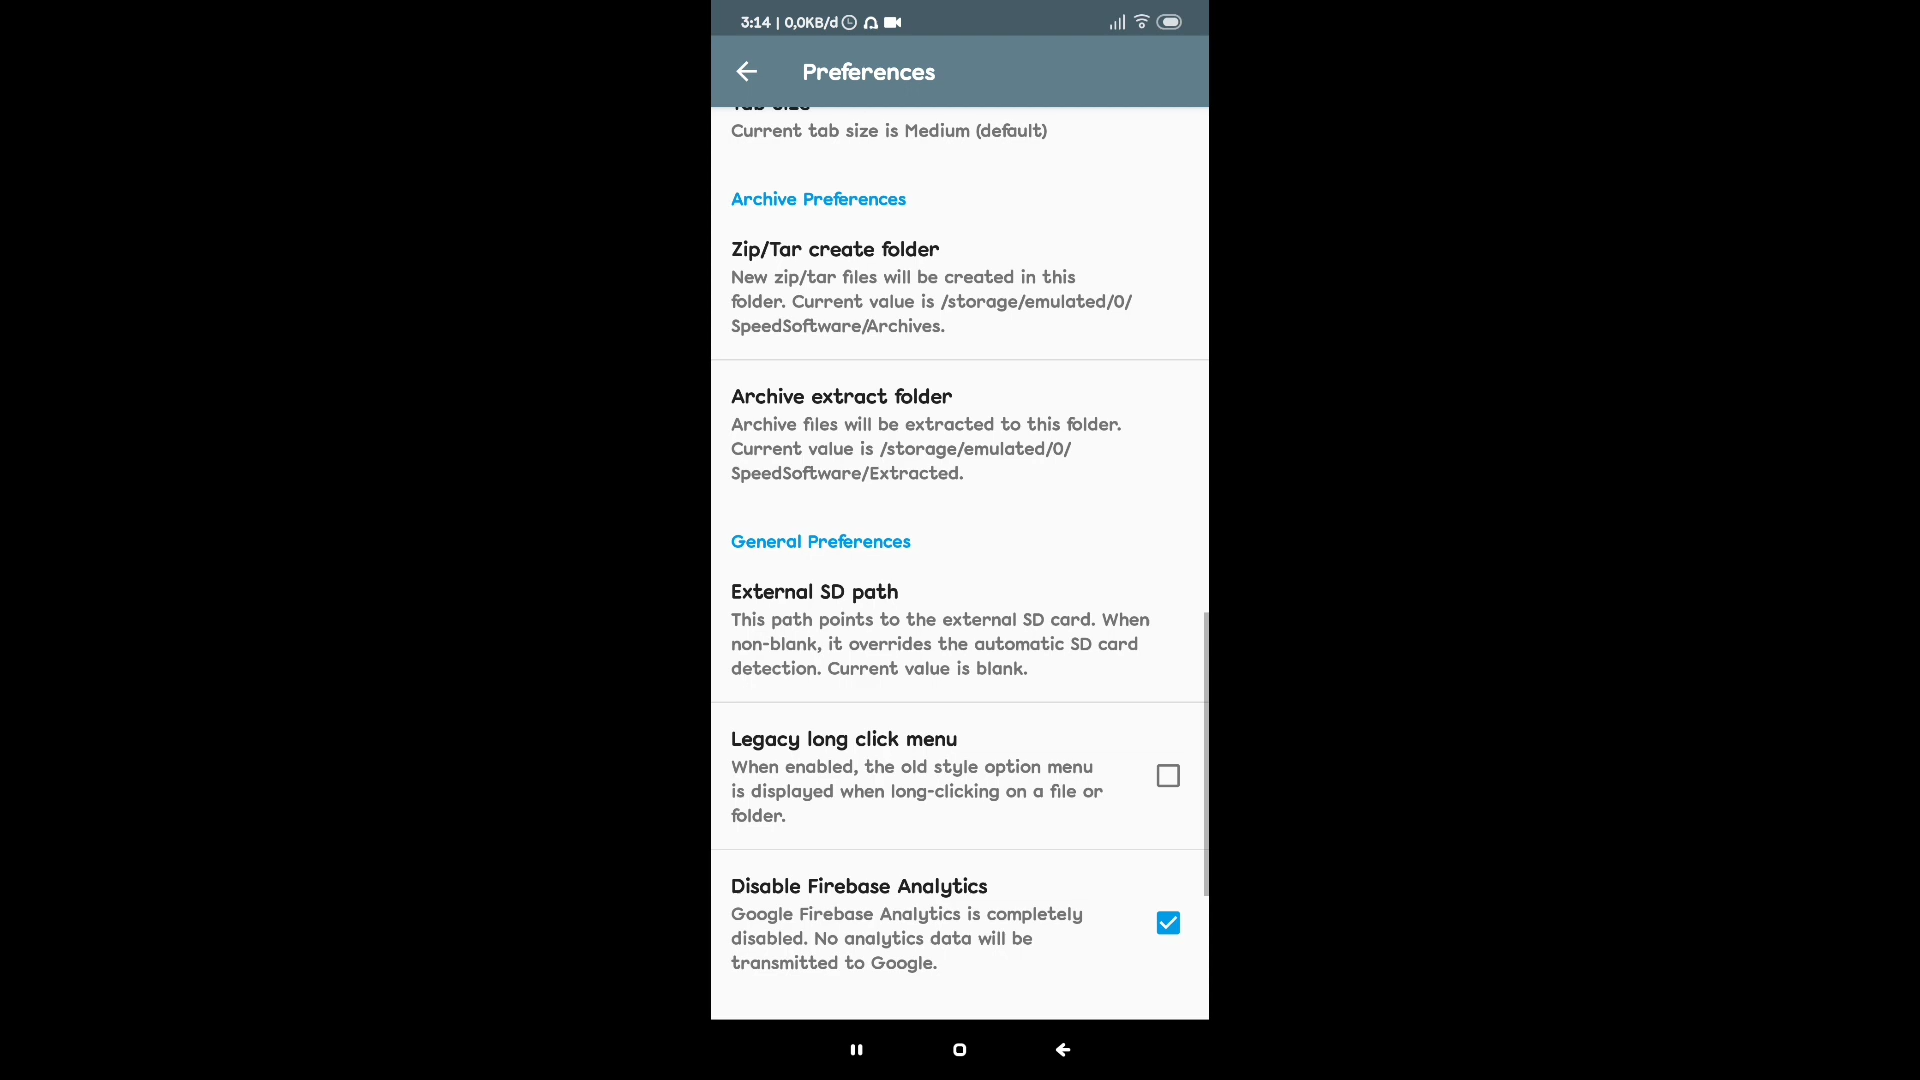 3:14 | 0,0KB/d
Preferences
Tab size
Current tab size is Medium (default)
Archive Preferences
Zip/Tar create folder
New zip/tar files will be created in this
folder. Current value is /storage/emulated/0/
SpeedSoftware/Archives.
Archive extract folder
Archive files will be extracted to this folder.
Current value is /storage/emulated/0/
SpeedSoftware/Extracted.
General Preferences
External SD path
This path points to the external SD card. When
non-blank, it overrides the automatic SD card
detection. Current value is blank.
Legacy long click menu
When enabled, the old style option menu
is displayed when long-clicking on a file or
folder.
Disable Firebase Analytics
Google Firebase Analytics is completely
disabled. No analytics data will be
transmitted to Google.